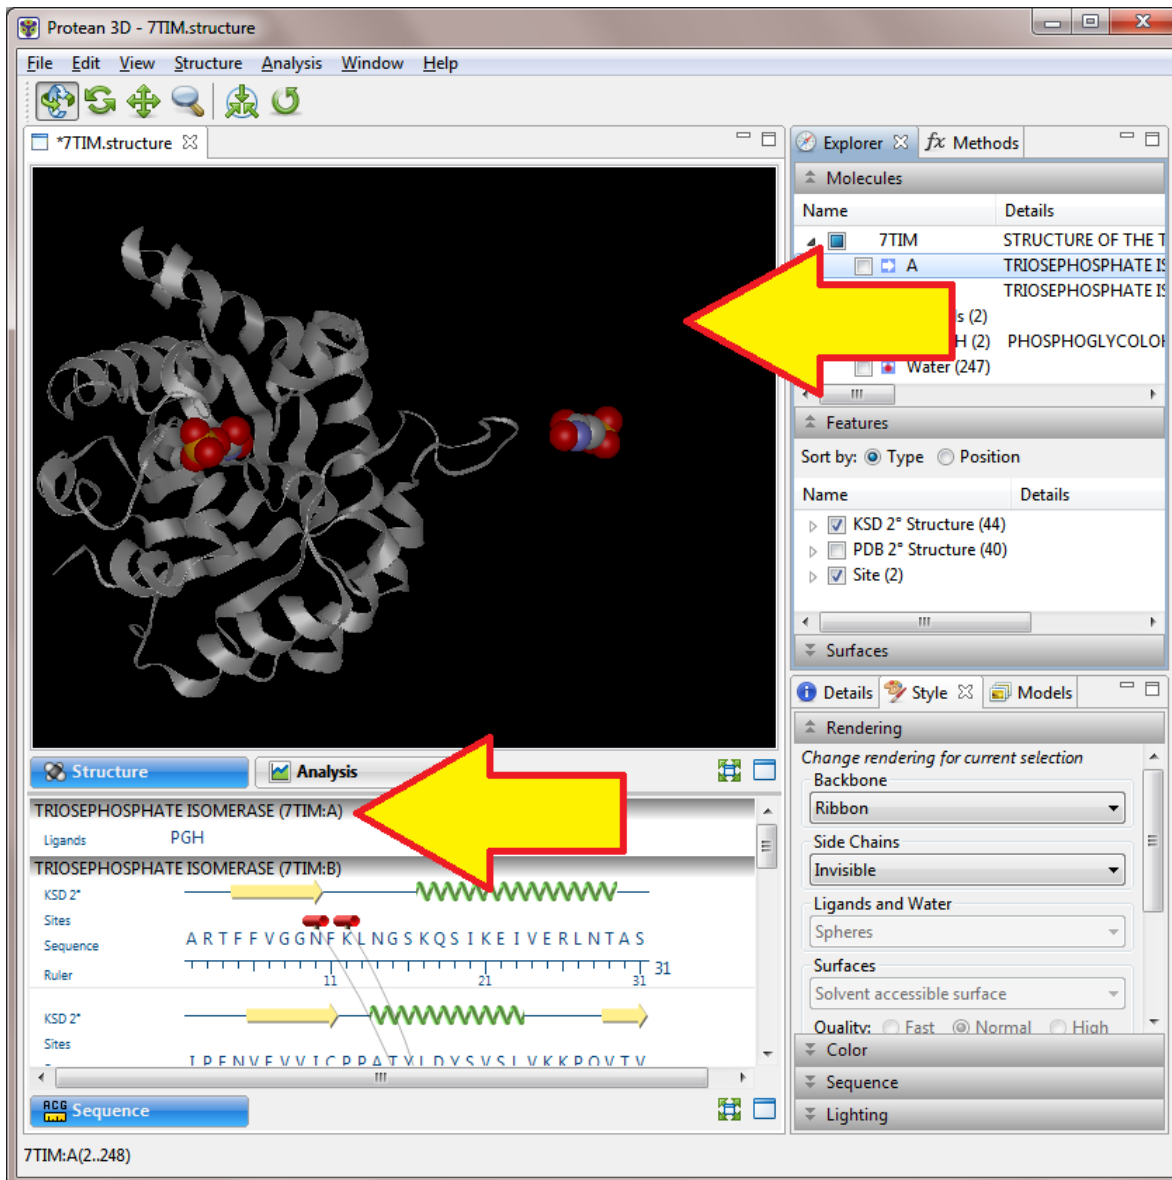 Protean 3D - 7TIM.structure
File Edit View Structure Analysis Window Help
*7TIM.structure
Explorer fx Methods
Molecules
Name Details
7TIM STRUCTURE OF THE T
A TRIOSEPHOSPHATE IS
TRIOSEPHOSPHATE IS
s (2)
H (2) PHOSPHOGLYCOLOH
Water (247)
Features
Sort by: Type Position
Name Details
KSD 2° Structure (44)
PDB 2° Structure (40)
Site (2)
Surfaces
Details Style Models
Rendering
Change rendering for current selection
Backbone
Ribbon
Side Chains
Invisible
Ligands and Water
Spheres
Surfaces
Solvent accessible surface
Quality: Fast Normal High
Color
Sequence
Lighting
Structure Analysis
TRIOSEPHOSPHATE ISOMERASE (7TIM:A)
Ligands PGH
TRIOSEPHOSPHATE ISOMERASE (7TIM:B)
KSD 2°
Sites
Sequence A R T F F V G G N F K L N G S K Q S I K E I V E R L N T A S
Ruler 11 21 31 31
KSD 2°
Sites
I P E N V E V V I C P P A T Y L D Y S V S L V K K P Q V T V
ACG Sequence
7TIM:A(2..248)